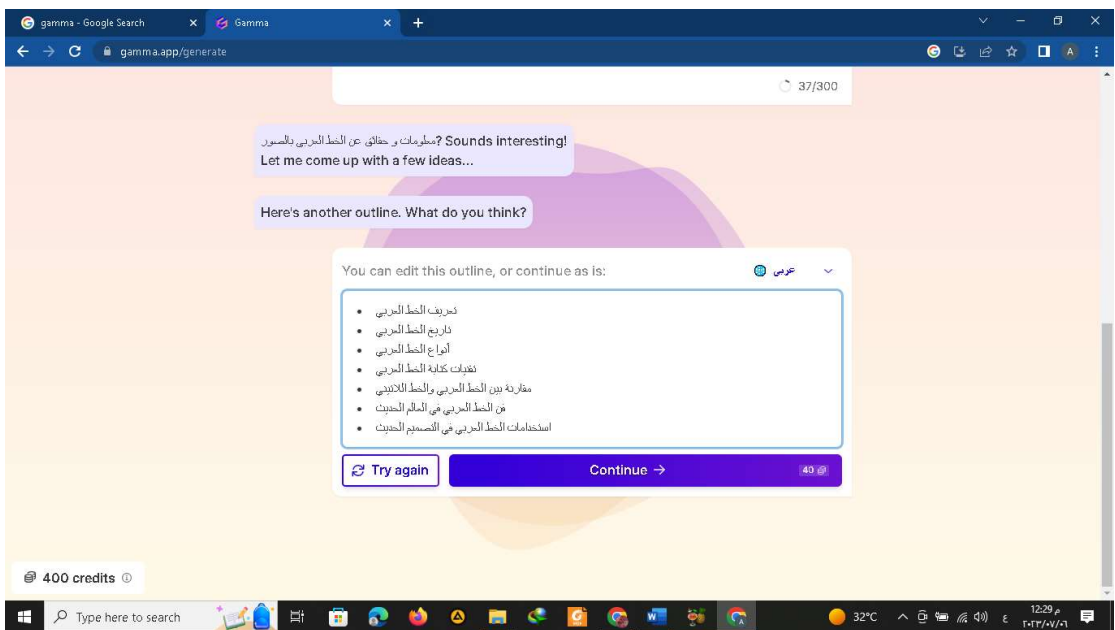 gamma - Google Search
Gamma
gamma.app/generate
A
37/300
معلومات و حقائق عن الخط العربي بالصور? Sounds interesting!
Let me come up with a few ideas...
Here's another outline. What do you think?
You can edit this outline, or continue as is:
عربي
تعريف الخط العربي
تاريخ الخط العربي
أنواع الخط العربي
تقنيات كتابة الخط العربي
مقارنة بين الخط العربي والخط اللاتيني
فن الخط العربي في العالم الحديث
استخدامات الخط العربي في التصميم الحديث
Try again
Continue →
40
400 credits
Type here to search
32°C
ع
12:29 م
٢٠٢٣/٠٧/٠٦